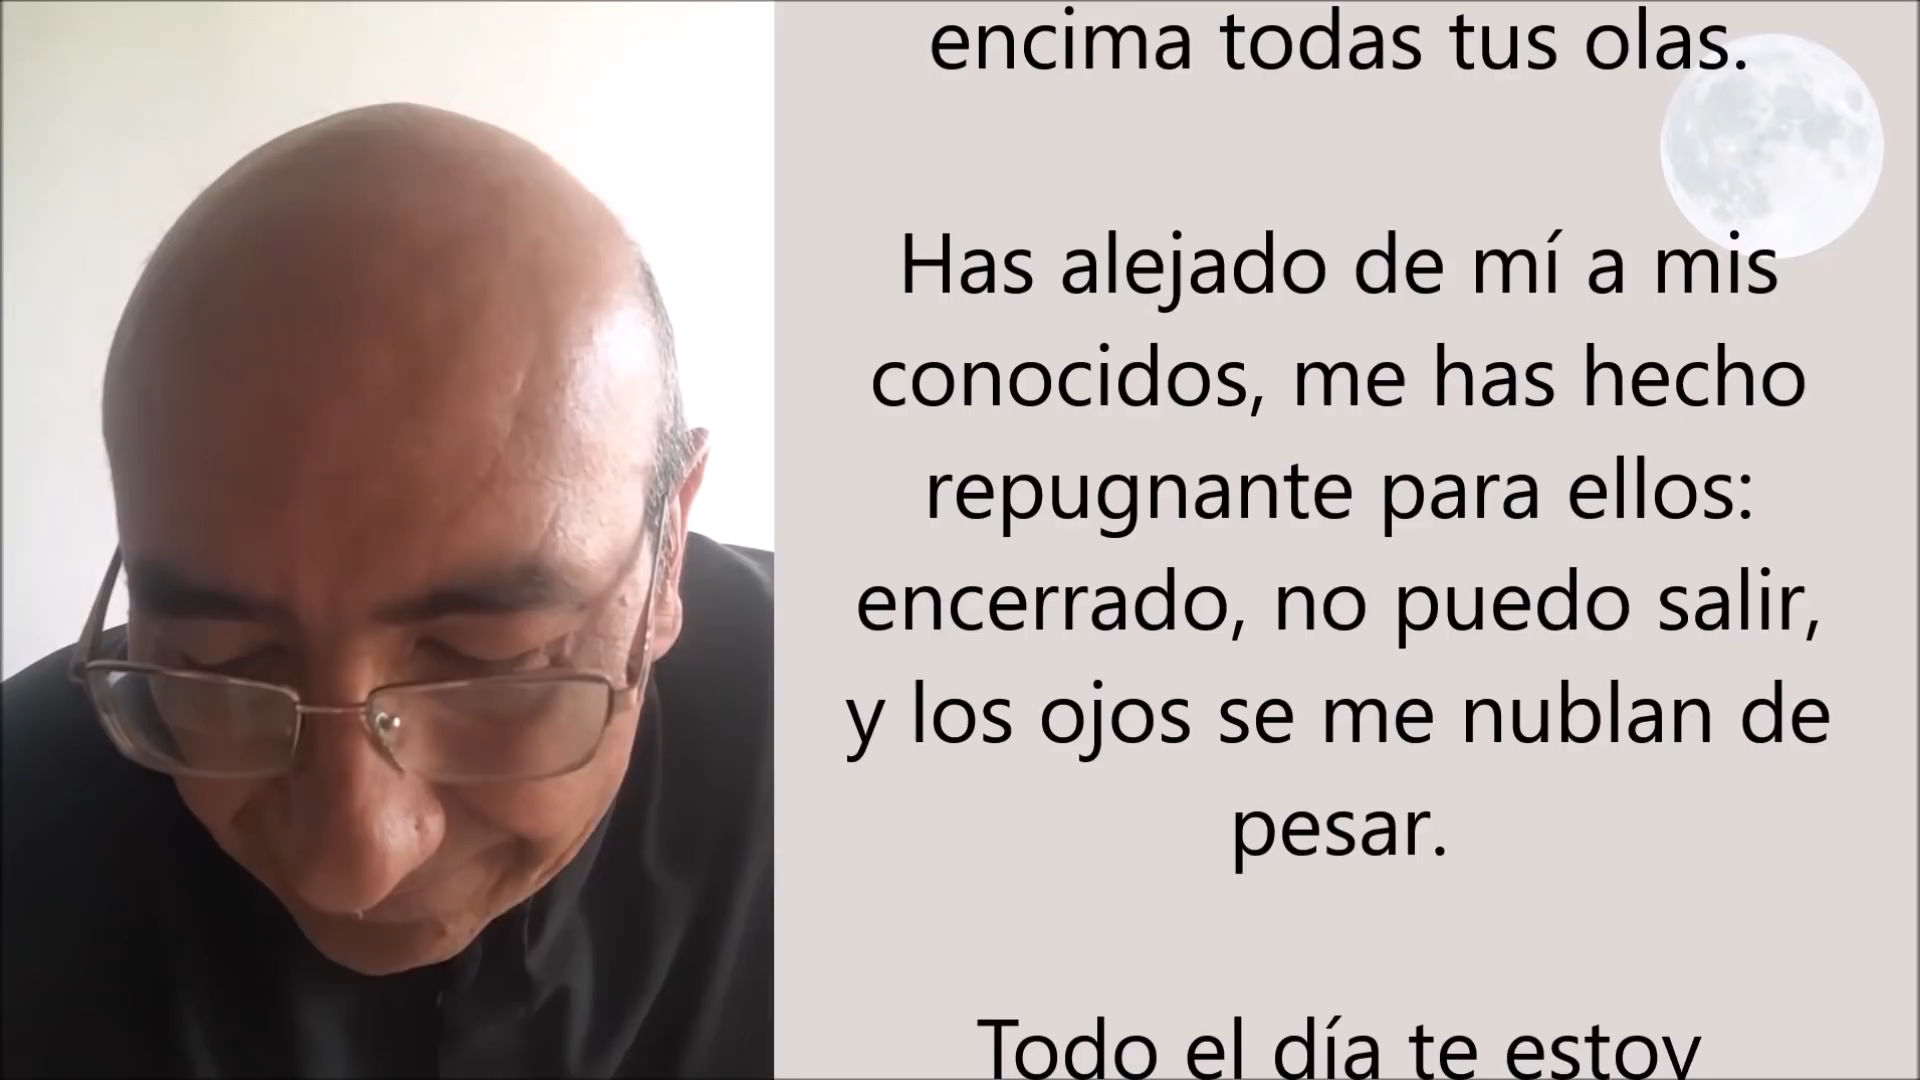 encima todas tus olas.
Has alejado de mí a mis
conocidos, me has hecho
repugnante para ellos:
encerrado, no puedo salir,
y los ojos se me nublan de
pesar.
Todo el día te estoy